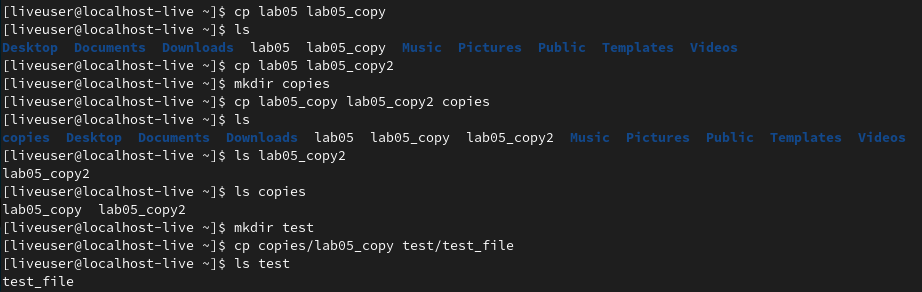 [liveuser@localhost-live ~]$ cp lab05 lab05_copy
[liveuser@localhost-live ~]$ ls
Desktop  Documents  Downloads  lab05  lab05_copy  Music  Pictures  Public  Templates  Videos
[liveuser@localhost-live ~]$ cp lab05 lab05_copy2
[liveuser@localhost-live ~]$ mkdir copies
[liveuser@localhost-live ~]$ cp lab05_copy lab05_copy2 copies
[liveuser@localhost-live ~]$ ls
copies  Desktop  Documents  Downloads  lab05  lab05_copy  lab05_copy2  Music  Pictures  Public  Templates  Videos
[liveuser@localhost-live ~]$ ls lab05_copy2
lab05_copy2
[liveuser@localhost-live ~]$ ls copies
lab05_copy  lab05_copy2
[liveuser@localhost-live ~]$ mkdir test
[liveuser@localhost-live ~]$ cp copies/lab05_copy test/test_file
[liveuser@localhost-live ~]$ ls test
test_file